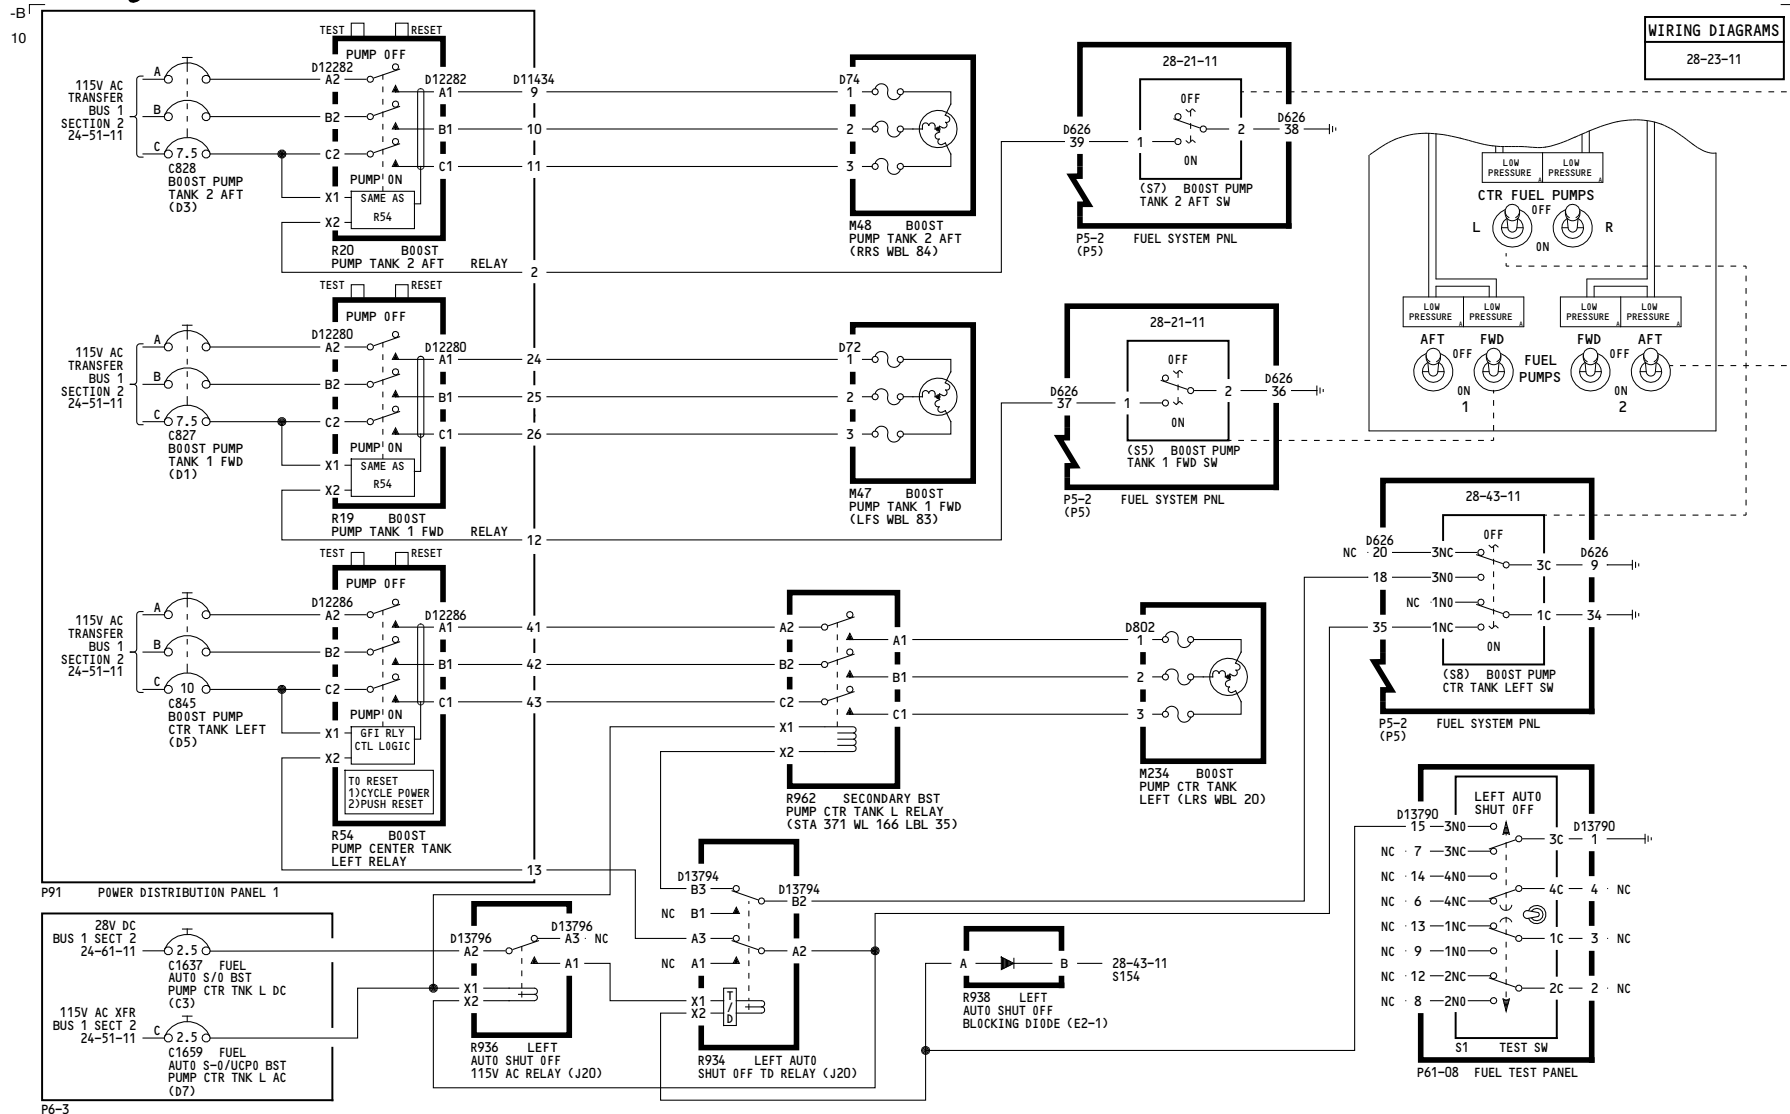 -B
10
WIRING DIAGRAMS
28-23-11
TEST
RESET
PUMP OFF
115V AC
TRANSFER
BUS 1
SECTION 2
24-51-11
A
B
C 7.5
C828
BOOST PUMP
TANK 2 AFT
(D3)
D12282
A2
B2
C2
PUMP ON
X1
SAME AS
R54
X2
D12282
A1
B1
C1
R20 BOOST
PUMP TANK 2 AFT RELAY
D11434
9
10
11
2
D74
1
2
3
M48 BOOST
PUMP TANK 2 AFT
(RRS WBL 84)
28-21-11
OFF
D626
39
1
2
D626
38
ON
(S7) BOOST PUMP
TANK 2 AFT SW
P5-2
(P5)
FUEL SYSTEM PNL
LOW
PRESSURE A
LOW
PRESSURE A
CTR FUEL PUMPS
OFF
L
R
ON
LOW
PRESSURE A
LOW
PRESSURE A
LOW
PRESSURE A
LOW
PRESSURE A
AFT
FWD
FWD
AFT
OFF
FUEL
PUMPS
OFF
ON
ON
1
2
TEST
RESET
PUMP OFF
115V AC
TRANSFER
BUS 1
SECTION 2
24-51-11
A
B
C 7.5
C827
BOOST PUMP
TANK 1 FWD
(D1)
D12280
A2
B2
C2
PUMP ON
X1
SAME AS
R54
X2
D12280
A1
B1
C1
R19 BOOST
PUMP TANK 1 FWD RELAY
24
25
26
12
D72
1
2
3
M47 BOOST
PUMP TANK 1 FWD
(LFS WBL 83)
28-21-11
OFF
D626
37
1
2
D626
36
ON
(S5) BOOST PUMP
TANK 1 FWD SW
P5-2
(P5)
FUEL SYSTEM PNL
TEST
RESET
PUMP OFF
115V AC
TRANSFER
BUS 1
SECTION 2
24-51-11
A
B
C 10
C845
BOOST PUMP
CTR TANK LEFT
(D5)
D12286
A2
B2
C2
PUMP ON
X1
GFI RLY
CTL LOGIC
X2
TO RESET
1)CYCLE POWER
2)PUSH RESET
D12286
A1
B1
C1
R54 BOOST
PUMP CENTER TANK
LEFT RELAY
41
42
43
13
P91 POWER DISTRIBUTION PANEL 1
A2
B2
C2
X1
X2
A1
B1
C1
R962 SECONDARY BST
PUMP CTR TANK L RELAY
(STA 371 WL 166 LBL 35)
D802
1
2
3
M234 BOOST
PUMP CTR TANK
LEFT (LRS WBL 20)
28-43-11
OFF
D626
NC 20 3NC
18 3NO
NC 1NO
35 1NC
D626
3C 9
1C 34
ON
(S8) BOOST PUMP
CTR TANK LEFT SW
P5-2
(P5)
FUEL SYSTEM PNL
LEFT AUTO
SHUT OFF
D13790
15 3NO
NC 7 3NC
NC 14 4NO
NC 6 4NC
NC 13 1NC
NC 9 1NO
NC 12 2NC
NC 8 2NO
D13790
3C 1
4C 4 NC
1C 3 NC
2C 2 NC
S1 TEST SW
P61-08 FUEL TEST PANEL
28V DC
BUS 1 SECT 2
24-61-11
2.5
C1637 FUEL
AUTO S/O BST
PUMP CTR TNK L DC
(C3)
115V AC XFR
BUS 1 SECT 2
24-51-11
C 2.5
C1659 FUEL
AUTO S-O/UCPO BST
PUMP CTR TNK L AC
(D7)
P6-3
D13796
A2
X1
X2
D13796
A3 NC
A1
R936 LEFT
AUTO SHUT OFF
115V AC RELAY (J20)
D13794
B3
NC B1
A3
NC A1
X1
X2
T/D
D13794
B2
A2
R934 LEFT AUTO
SHUT OFF TD RELAY (J20)
A
B
28-43-11
S154
R938 LEFT
AUTO SHUT OFF
BLOCKING DIODE (E2-1)